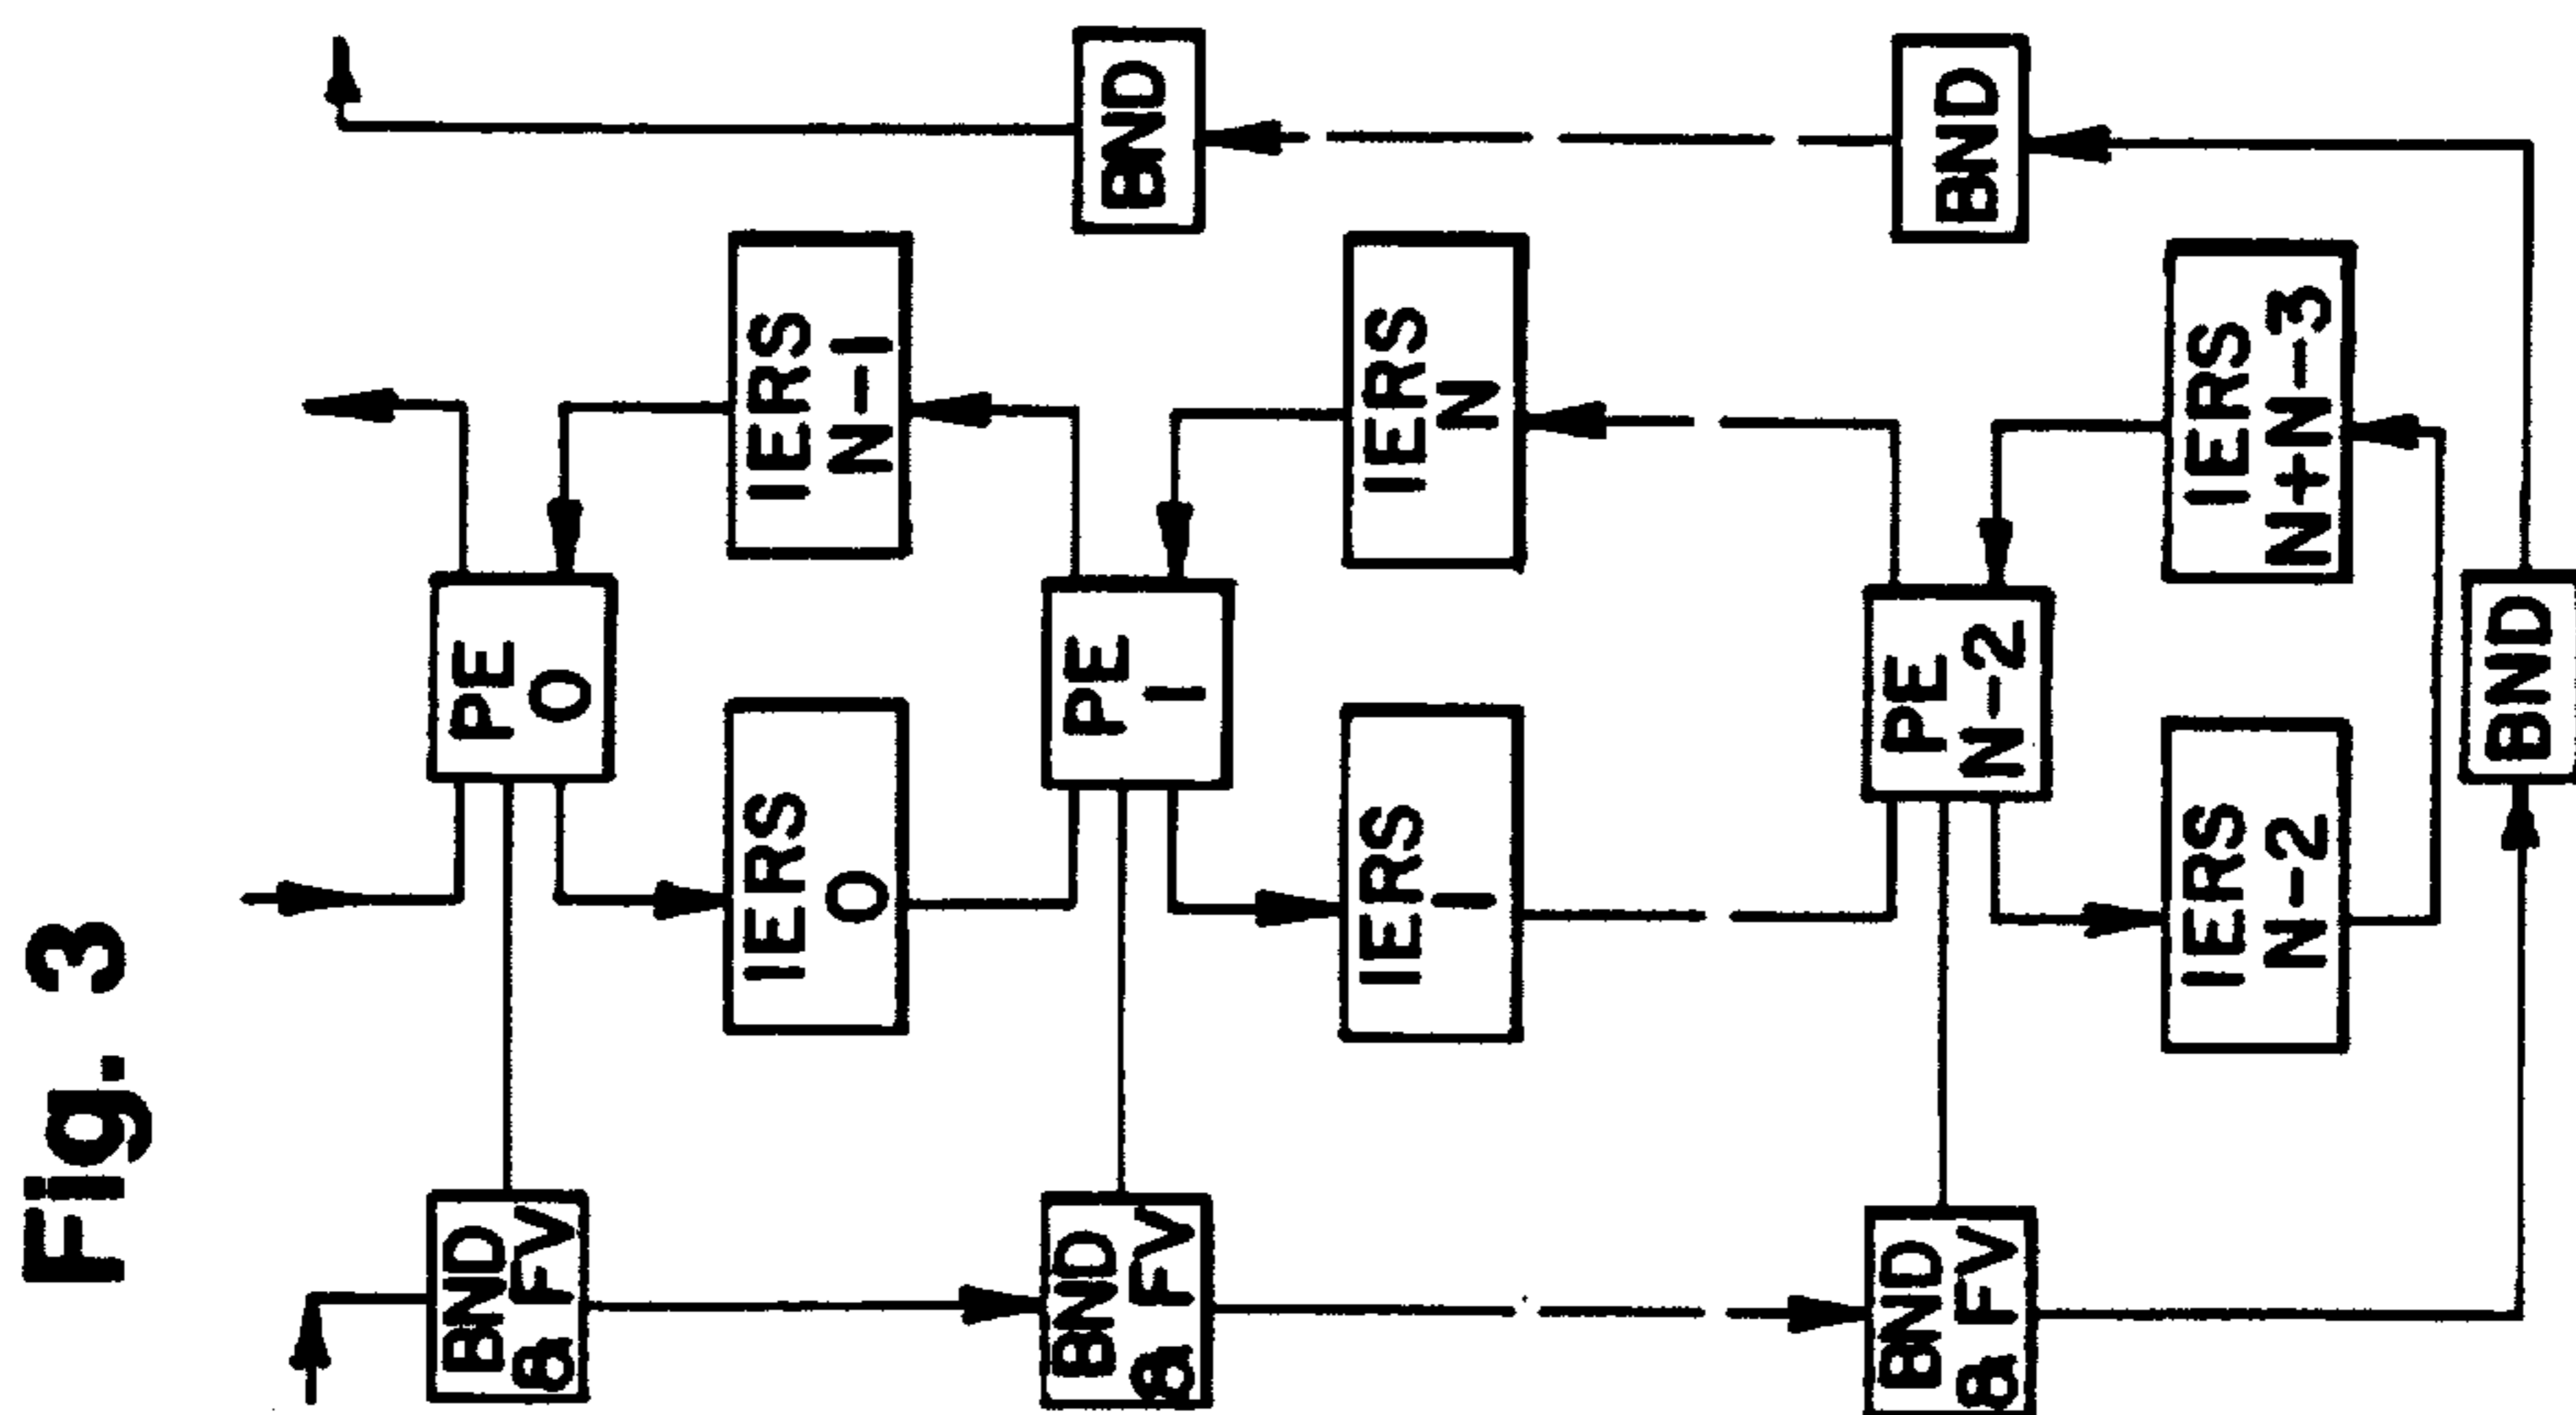 Fig. 3
BND
& FV
PE
0
IERS
0
IERS
N-1
BND
& FV
PE
1
BND
IERS
1
IERS
N
BND
& FV
PE
N-2
BND
IERS
N-2
IERS
N+N-3
BND